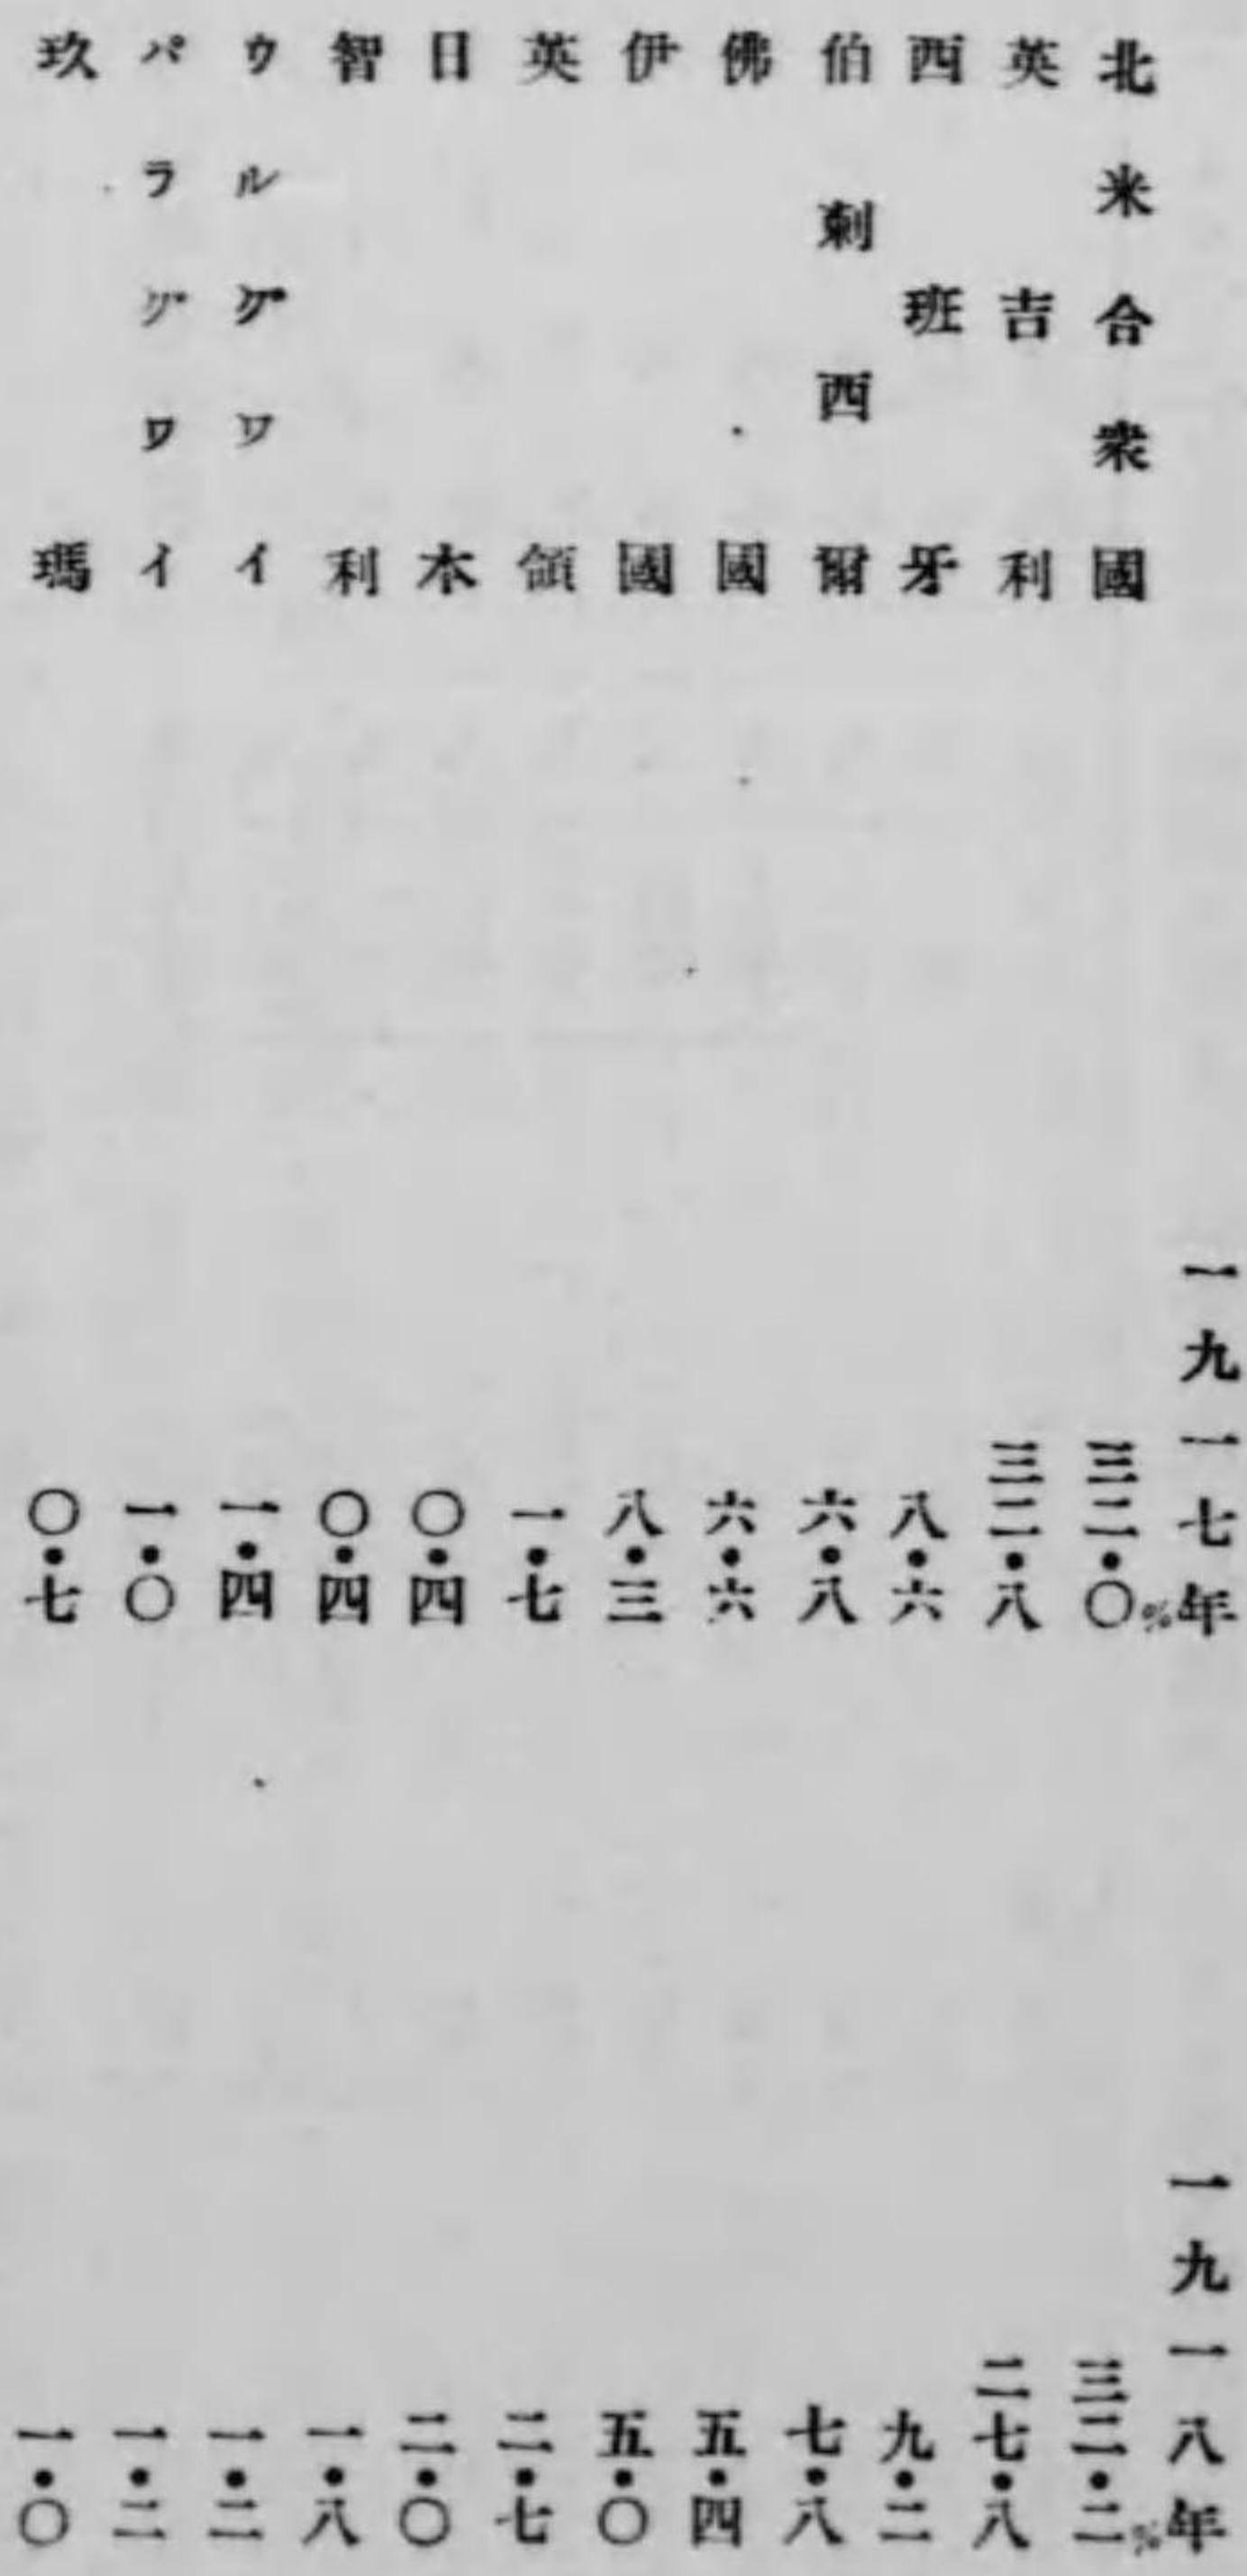 一九一七年 一九一八年
北米合衆國 三二・〇% 三二・二%
英吉利 三二・八 二七・八
西班牙 八・六 九・二
伯剌西爾 六・八 七・八
佛國 六・六 五・四
伊國 八・三 五・〇
英領 一・七 二・七
日本 〇・四 二・〇
智利 〇・四 一・八
ウルグワイ 一・四 一・二
パラグワイ 一・〇 一・二
玖瑪 〇・七 一・〇